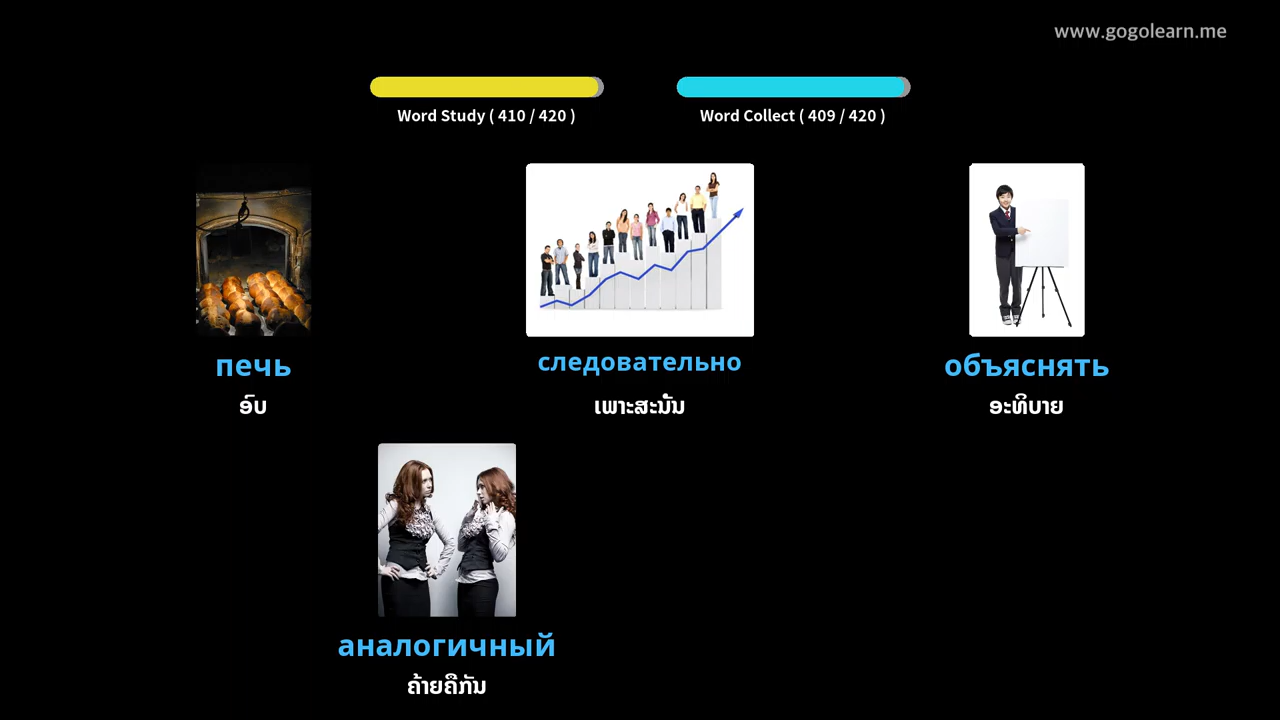 www.gogolearn.me
Word Study ( 410 / 420 )
Word Collect ( 409 / 420 )
печь
ອົບ
следовательно
ເພາະສະນັ້ນ
объяснять
ອະທິບາຍ
аналогичный
ຄ້າຍຄືກັນ